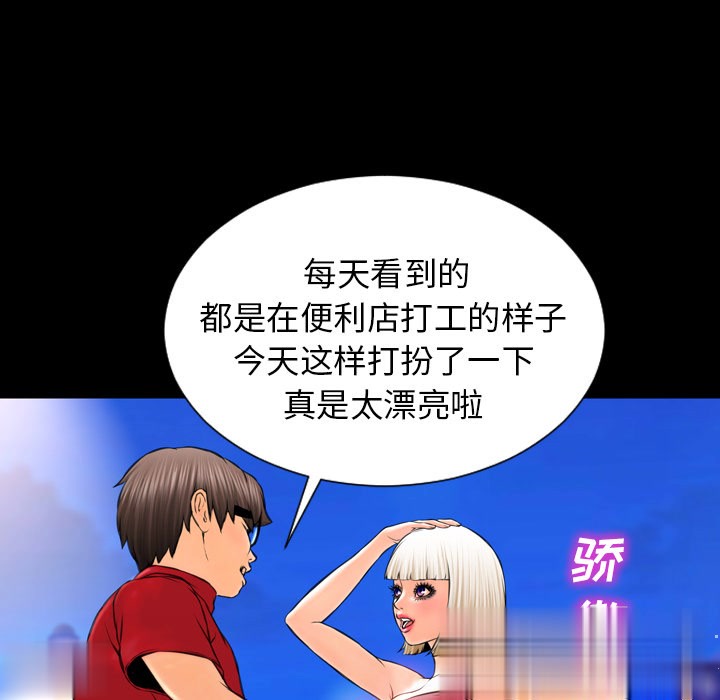 每天看到的
都是在便利店打工的样子
今天这样打扮了一下
真是太漂亮啦
骄